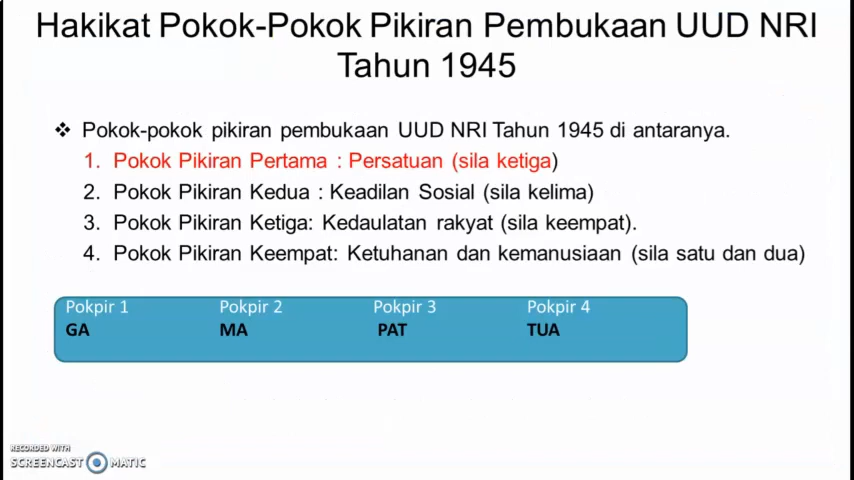 Hakikat Pokok-Pokok Pikiran Pembukaan UUD NRI
Tahun 1945
❖ Pokok-pokok pikiran pembukaan UUD NRI Tahun 1945 di antaranya.
1. Pokok Pikiran Pertama : Persatuan (sila ketiga)
2. Pokok Pikiran Kedua : Keadilan Sosial (sila kelima)
3. Pokok Pikiran Ketiga: Kedaulatan rakyat (sila keempat).
4. Pokok Pikiran Keempat: Ketuhanan dan kemanusiaan (sila satu dan dua)
Pokpir 1 Pokpir 2 Pokpir 3 Pokpir 4
GA MA PAT TUA
RECORDED WITH
SCREENCAST MATIC